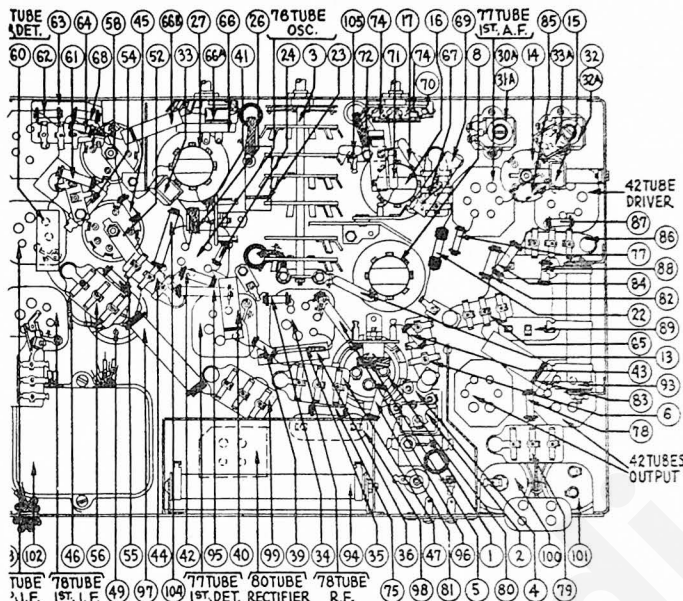 TUBE 63 64 58 45 66B 27 66 26 78 TUBE 105 74 17 16 69 77 TUBE 85 15
DET. OSC. 1ST. A.F.
60 62 61 68 54 52 33 66A 41 24 3 23 72 71 74 67 8 30A 14 33A 32
70 31A 32A
42 TUBE
DRIVER
87
86
77
88
84
82
22
89
65
13
43
93
83
6
78
42 TUBES
OUTPUT
102 46 56 55 44 42 95 40 99 39 34 94 35 36 47 96 1 2 100 101
TUBE 78 TUBE 49 97 104 77 TUBE 80 TUBE 78 TUBE 75 98 81 5 80 4 79
I.F. 1ST. I.F. 1ST. DET. RECTIFIER R.F.